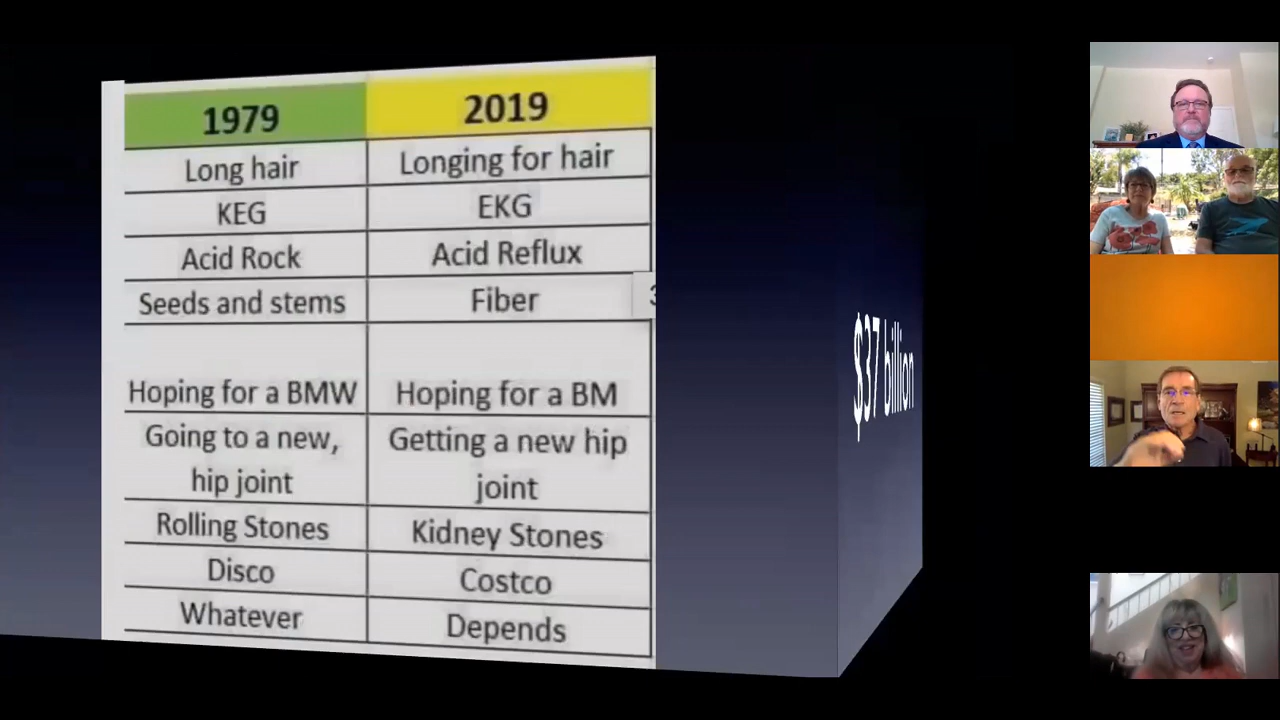 1979 2019
Long hair Longing for hair
KEG EKG
Acid Rock Acid Reflux
Seeds and stems Fiber
Hoping for a BMW Hoping for a BM
Going to a new, Getting a new hip
hip joint joint
Rolling Stones Kidney Stones
Disco Costco
Whatever Depends
$37 billion